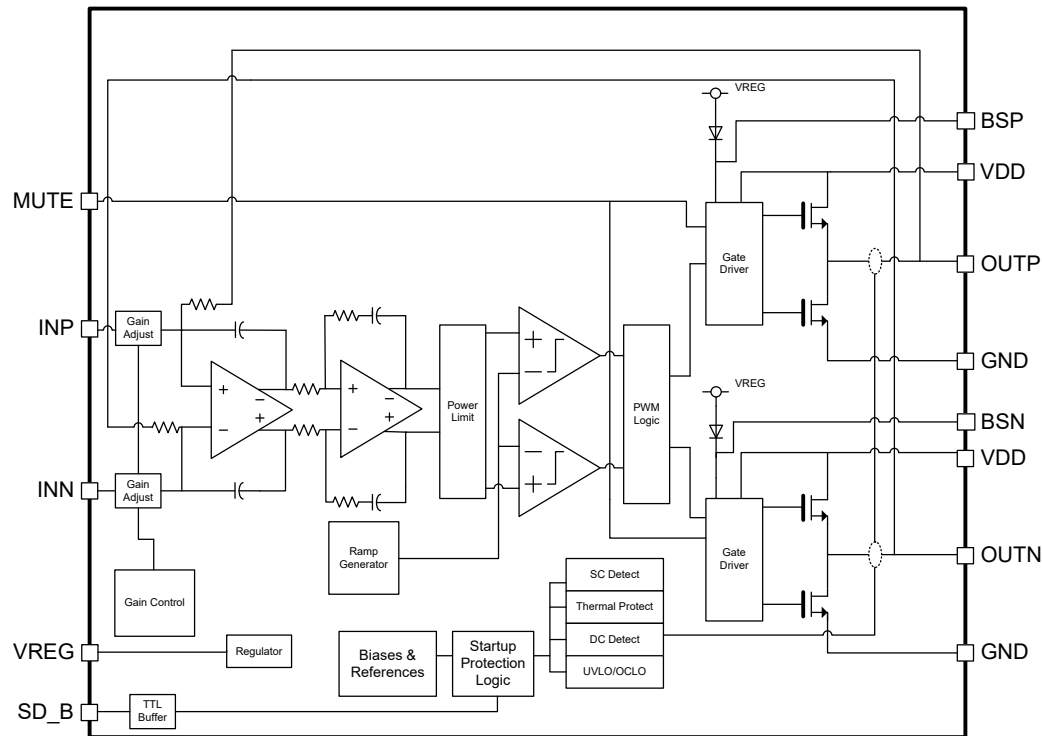 VREG
BSP
VDD
MUTE
Gate
Driver
OUTP
INP
Gain
Adjust
GND
+
−
−
+
+
−
−
+
Power
Limit
+
−
−
+
PWM
Logic
VREG
BSN
VDD
INN
Gain
Adjust
Ramp
Generator
Gate
Driver
OUTN
Gain Control
SC Detect
Thermal Protect
DC Detect
UVLO/OCLO
VREG
Regulator
Biases &
References
Startup
Protection
Logic
GND
SD_B
TTL
Buffer